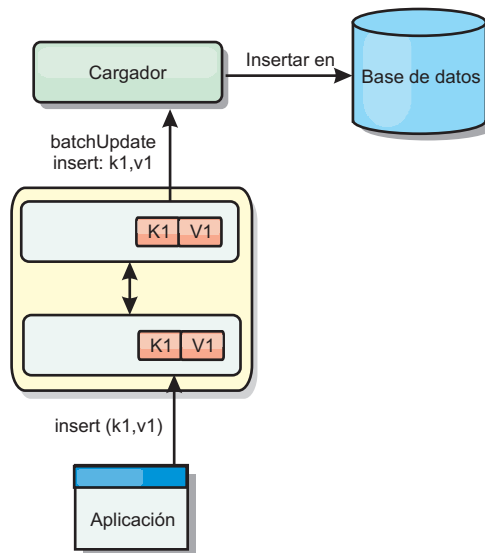 Cargador
Insertar en
Base de datos
batchUpdate
insert: k1,v1
K1 V1
K1 V1
insert (k1,v1)
Aplicación